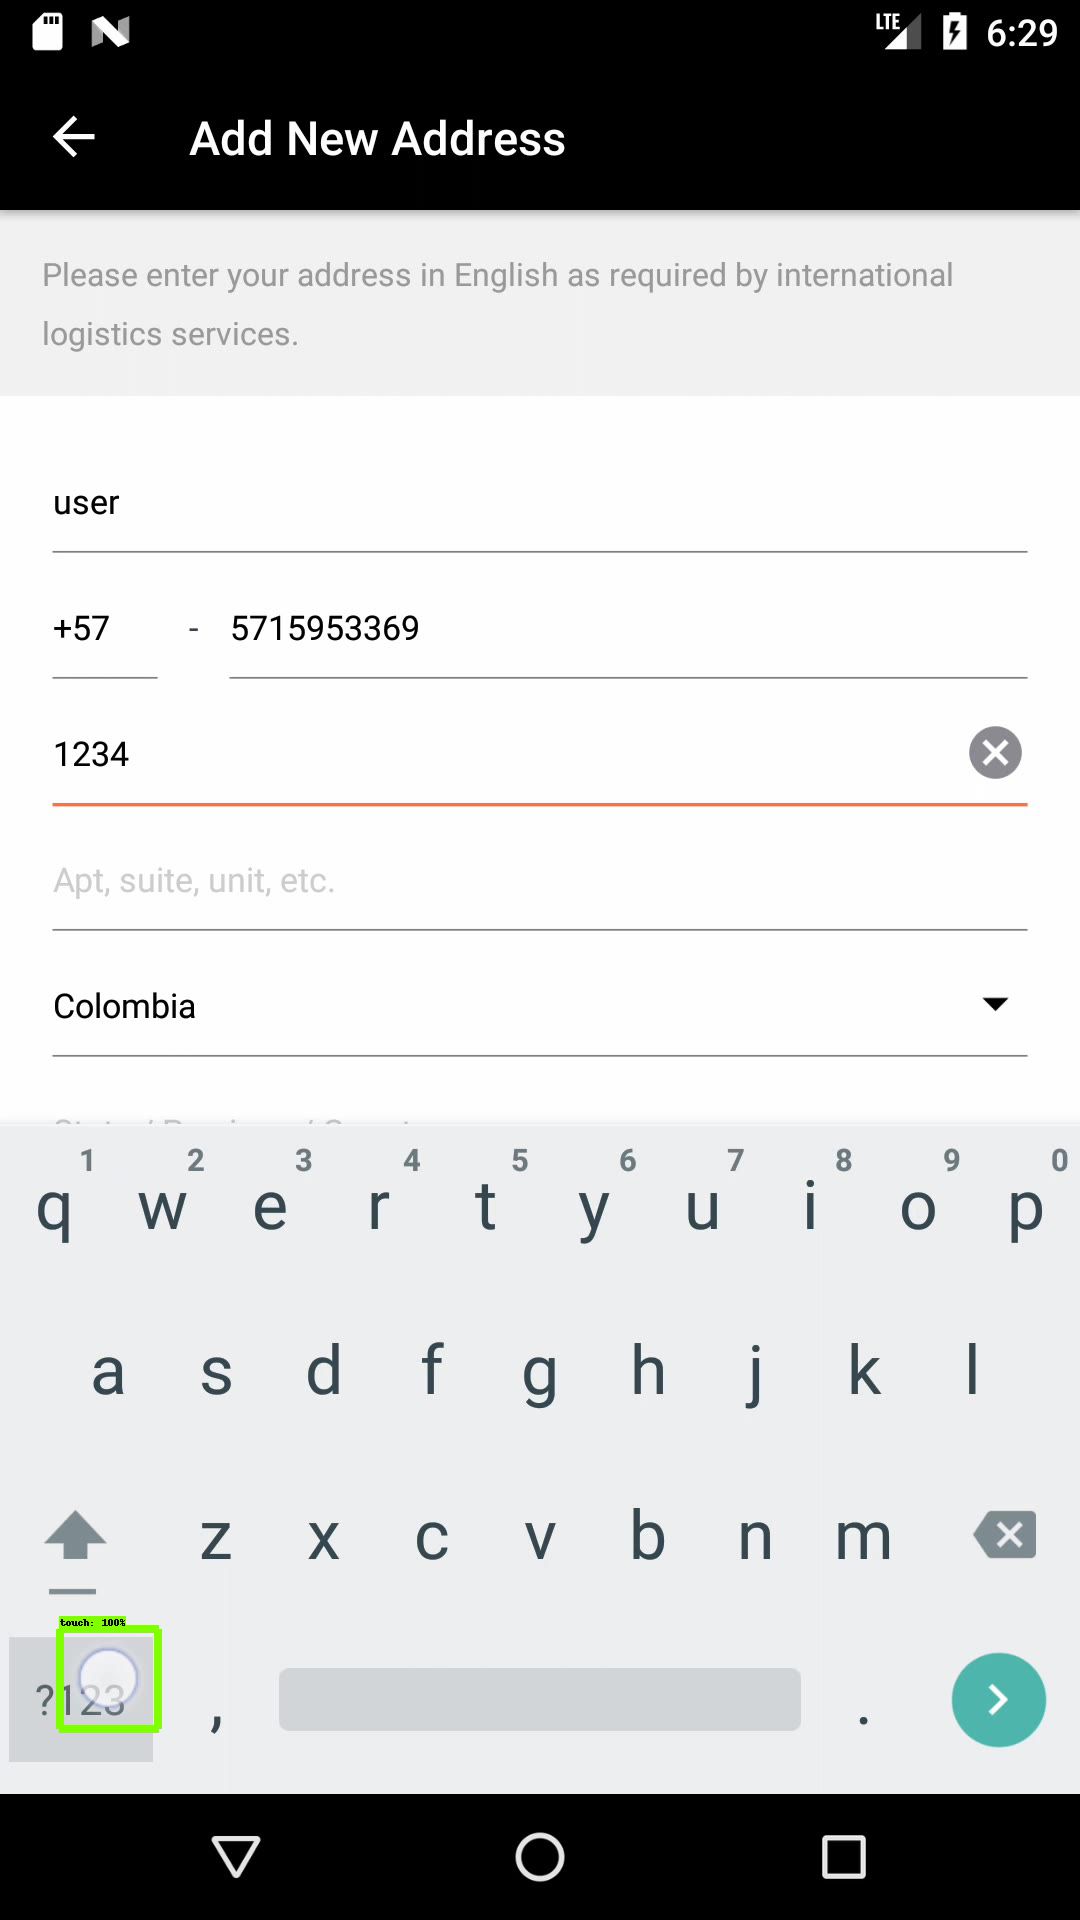 LTE 6:29
Add New Address
Please enter your address in English as required by international
logistics services.
user
+57 - 5715953369
1234
Apt, suite, unit, etc.
Colombia
1 2 3 4 5 6 7 8 9 0
q w e r t y u i o p
a s d f g h j k l
z x c v b n m
touch: 100%
?123 , .